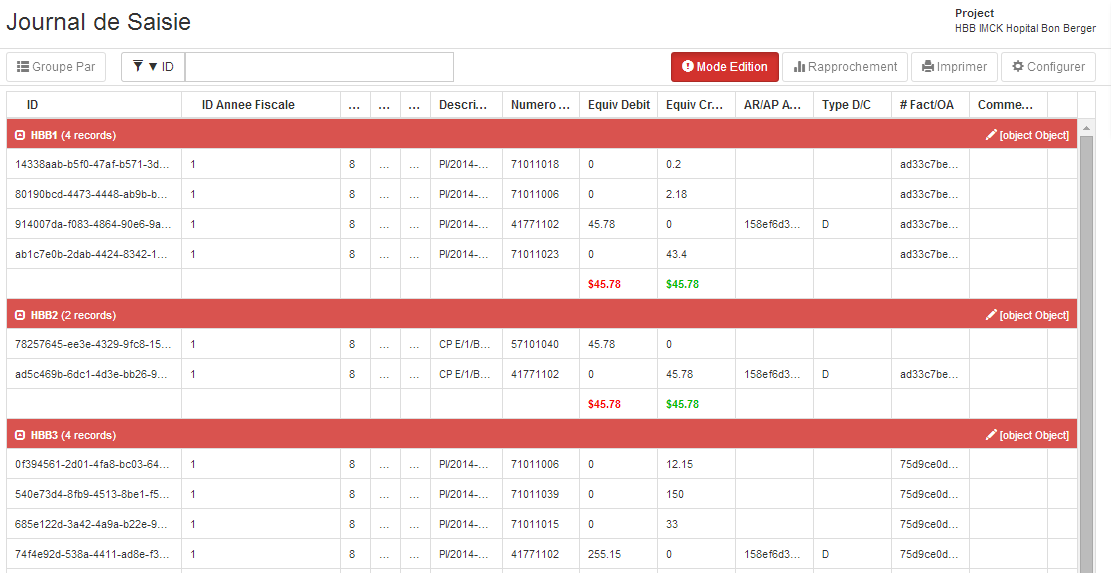 Journal de Saisie
Project
HBB IMCK Hopital Bon Berger
Groupe Par
▼ ID
Mode Edition
Rapprochement
Imprimer
Configurer
ID ID Annee Fiscale ... ... ... Descri... Numero ... Equiv Debit Equiv Cr... AR/AP A... Type D/C # Fact/OA Comme...
HBB1 (4 records) [object Object]
14338aab-b5f0-47af-b571-3d... 1 8 ... ... PI/2014-... 71011018 0 0.2 ad33c7be...
80190bcd-4473-4448-ab9b-b... 1 8 ... ... PI/2014-... 71011006 0 2.18 ad33c7be...
914007da-f083-4864-90e6-9a... 1 8 ... ... PI/2014-... 41771102 45.78 0 158ef6d3... D ad33c7be...
ab1c7e0b-2dab-4424-8342-1... 1 8 ... ... PI/2014-... 71011023 0 43.4 ad33c7be...
$45.78 $45.78
HBB2 (2 records) [object Object]
78257645-ee3e-4329-9fc8-15... 1 8 ... ... CP E/1/B... 57101040 45.78 0
ad5c469b-6dc1-4d3e-bb26-9... 1 8 ... ... CP E/1/B... 41771102 0 45.78 158ef6d3... D ad33c7be...
$45.78 $45.78
HBB3 (4 records) [object Object]
0f394561-2d01-4fa8-bc03-64... 1 8 ... ... PI/2014-... 71011006 0 12.15 75d9ce0d...
540e73d4-8fb9-4513-8be1-f5... 1 8 ... ... PI/2014-... 71011039 0 150 75d9ce0d...
685e122d-3a42-4a9a-b22e-9... 1 8 ... ... PI/2014-... 71011015 0 33 75d9ce0d...
74f4e92d-538a-4411-ad8e-f3... 1 8 ... ... PI/2014-... 41771102 255.15 0 158ef6d3... D 75d9ce0d...